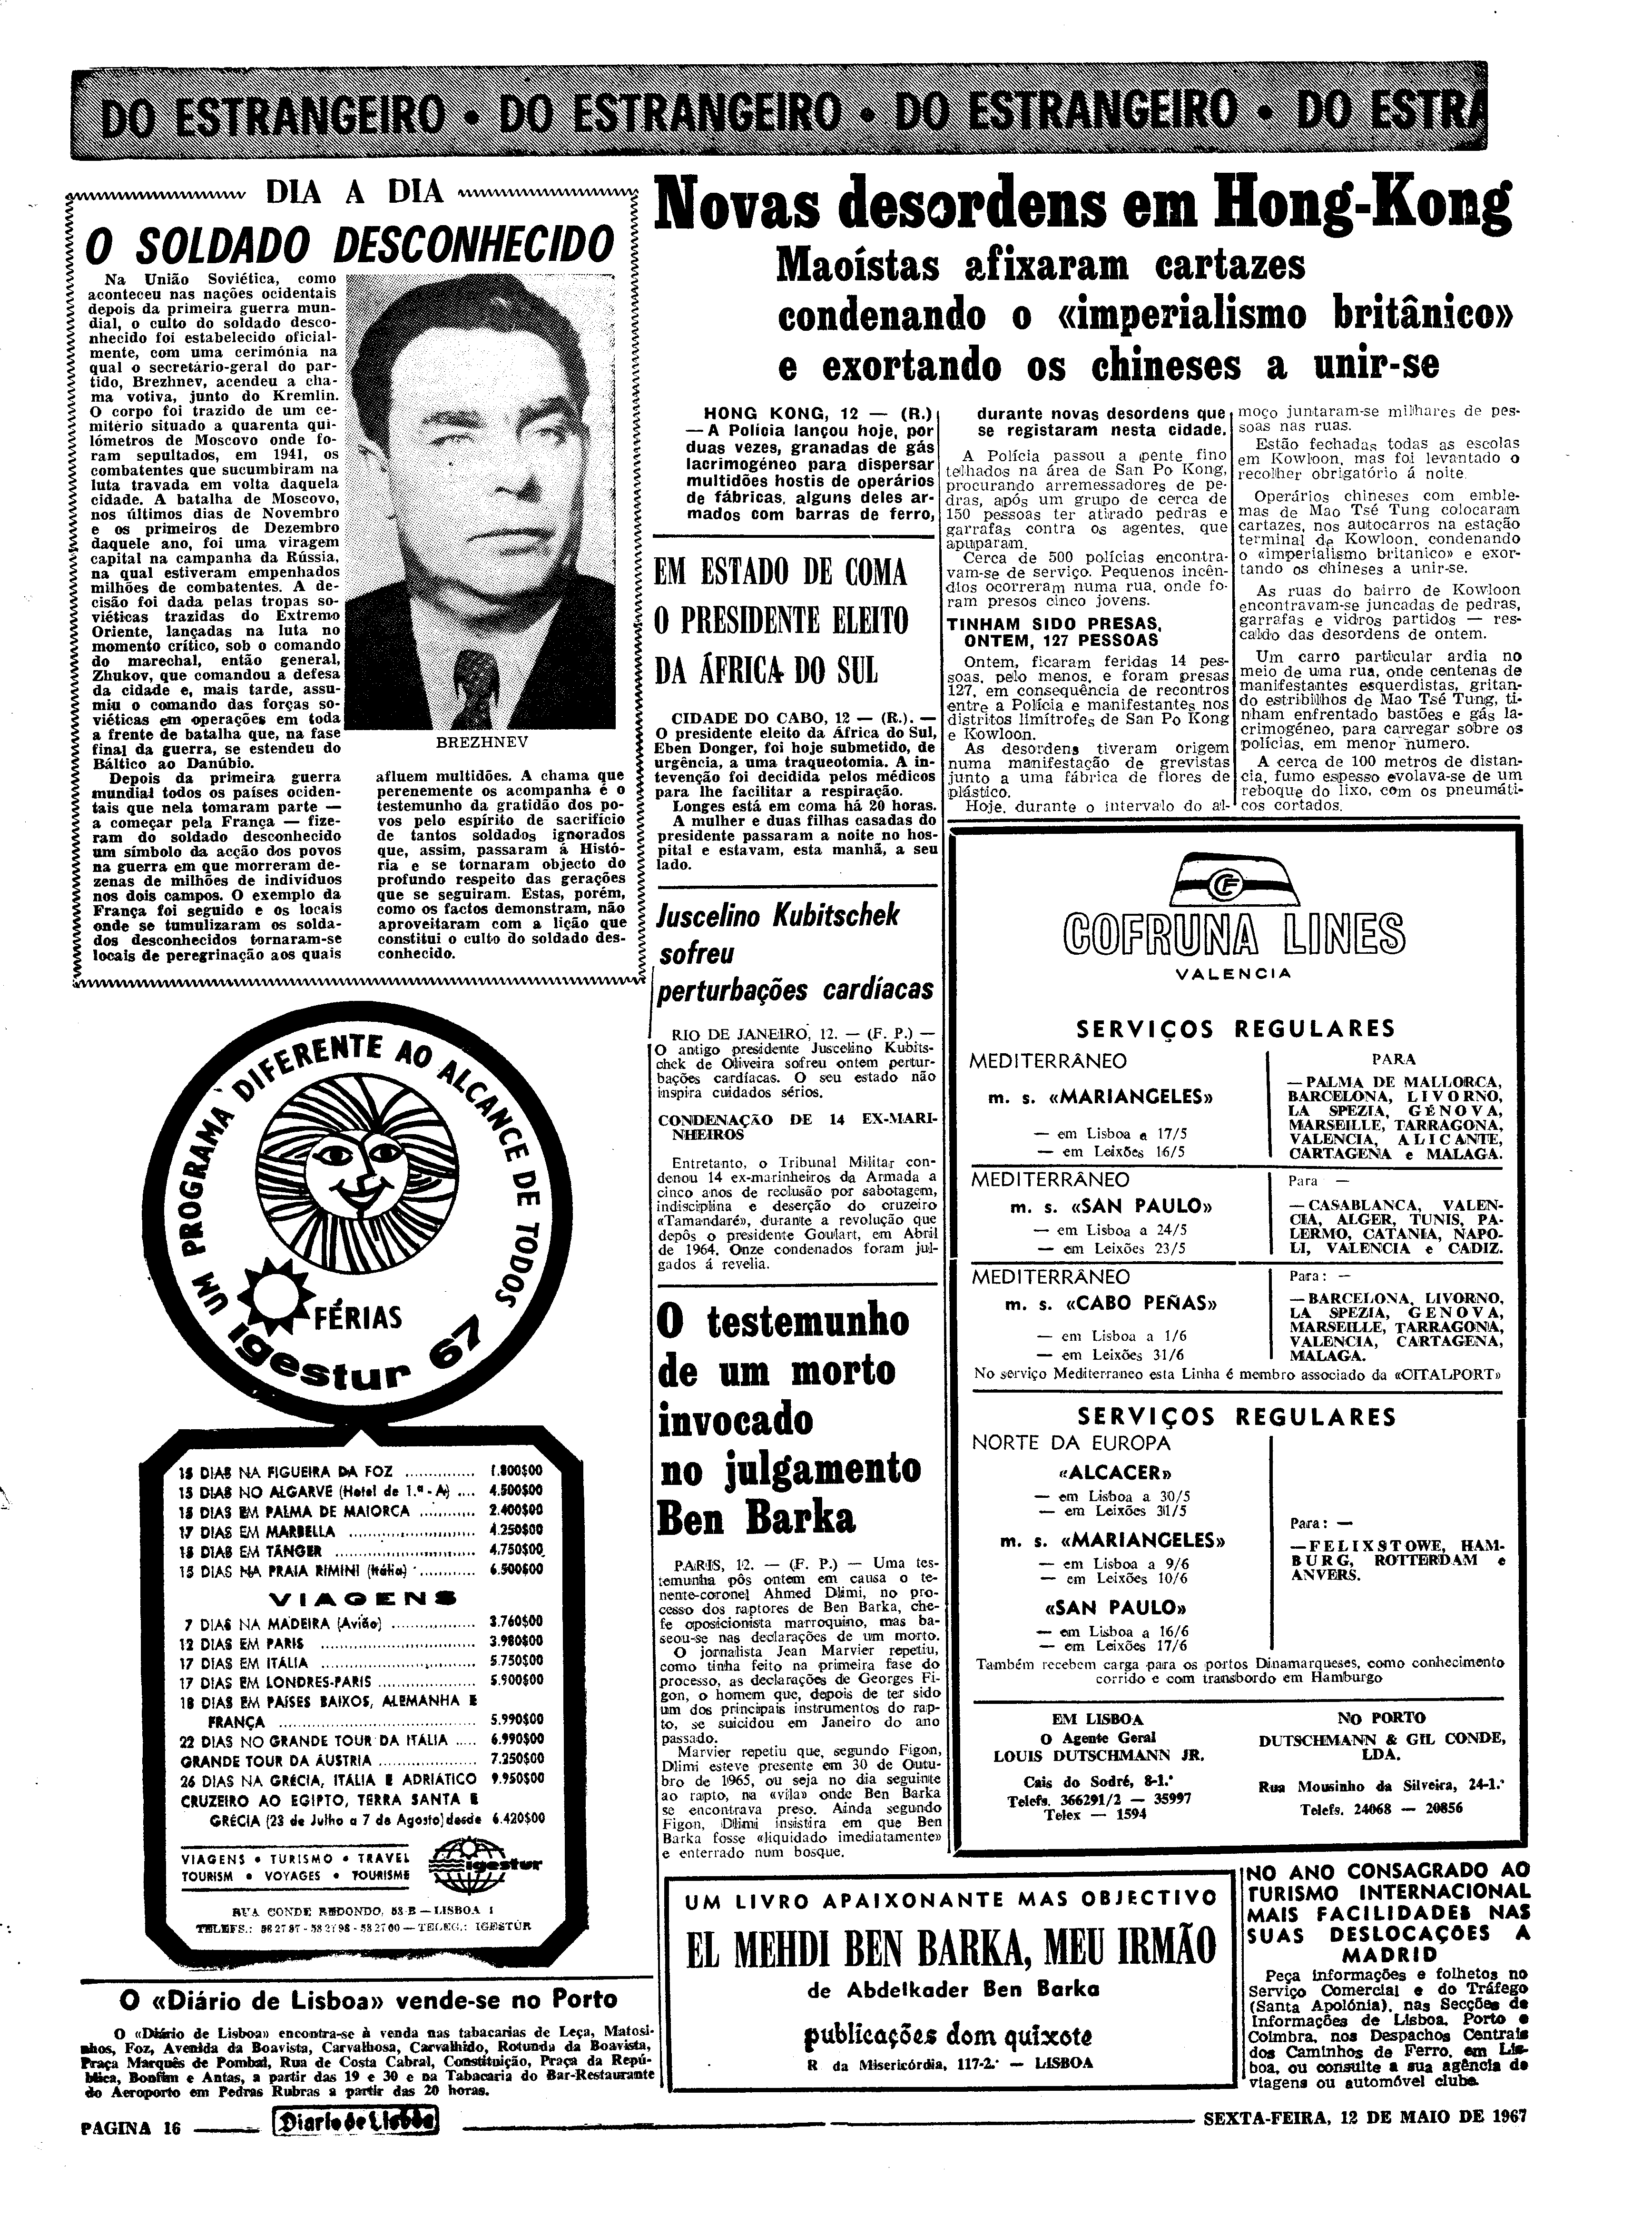 DO ESTRANGEIRO • DO ESTRANGEIRO • DO ESTRANGEIRO • DO ESTRA
DIA A DIA
O SOLDADO DESCONHECIDO
Na União Soviética, como
aconteceu nas nações ocidentais
depois da primeira guerra mun-
dial, o culto do soldado desco-
nhecido foi estabelecido oficial-
mente, com uma cerimónia na
qual o secretário-geral do par-
tido, Brezhnev, acendeu a cha-
ma votiva, junto do Kremlin.
O corpo foi trazido de um ce-
mitério situado a quarenta qui-
lómetros de Moscovo onde fo-
ram sepultados, em 1941, os
combatentes que sucumbiram na
luta travada em volta daquela
cidade. A batalha de Moscovo,
nos últimos dias de Novembro
e os primeiros de Dezembro
daquele ano, foi uma viragem
capital na campanha da Rússia,
na qual estiveram empenhados
milhões de combatentes. A de-
cisão foi dada pelas tropas so-
viéticas trazidas do Extremo
Oriente, lançadas na luta no
momento crítico, sob o comando
do marechal, então general,
Zhukov, que comandou a defesa
da cidade e, mais tarde, assu-
miu o comando das forças so-
viéticas em operações em toda
a frente de batalha que, na fase
final da guerra, se estendeu do
Báltico ao Danúbio.
Depois da primeira guerra
mundial todos os países ociden-
tais que nela tomaram parte —
a começar pela França — fize-
ram do soldado desconhecido
um símbolo da acção dos povos
na guerra em que morreram de-
zenas de milhões de indivíduos
nos dois campos. O exemplo da
França foi seguido e os locais
onde se tumulizaram os solda-
dos desconhecidos tornaram-se
locais de peregrinação aos quais
BREZHNEV
afluem multidões. A chama que
perenemente os acompanha é o
testemunho da gratidão dos po-
vos pelo espírito de sacrifício
de tantos soldados ignorados
que, assim, passaram á Histó-
ria e se tornaram objecto do
profundo respeito das gerações
que se seguiram. Estas, porém,
como os factos demonstram, não
aproveitaram com a lição que
constitui o culto do soldado des-
conhecido.
Novas desordens em Hong-Kong
Maoístas afixaram cartazes
condenando o «imperialismo britânico»
e exortando os chineses a unir-se
HONG KONG, 12 — (R.)
— A Polícia lançou hoje, por
duas vezes, granadas de gás
lacrimogéneo para dispersar
multidões hostis de operários
de fábricas, alguns deles ar-
mados com barras de ferro,
durante novas desordens que
se registaram nesta cidade.
A Polícia passou a pente fino
telhados na área de San Po Kong,
procurando arremessadores de pe-
dras, após um grupo de cerca de
150 pessoas ter atirado pedras e
garrafas contra os agentes, que
apuparam.
Cerca de 500 polícias encontra-
vam-se de serviço. Pequenos incên-
dios ocorreram numa rua, onde fo-
ram presos cinco jovens.
TINHAM SIDO PRESAS,
ONTEM, 127 PESSOAS
Ontem, ficaram feridas 14 pes-
soas, pelo menos, e foram presas
127, em consequência de recontros
entre a Polícia e manifestantes nos
distritos limítrofes de San Po Kong
e Kowloon.
As desordens tiveram origem
numa manifestação de grevistas
junto a uma fábrica de flores de
plástico.
Hoje, durante o intervalo do al-
moço juntaram-se milhares de pes-
soas nas ruas.
Estão fechadas todas as escolas
em Kowloon, mas foi levantado o
recolher obrigatório á noite.
Operários chineses com emble-
mas de Mao Tsé Tung colocaram
cartazes, nos autocarros na estação
terminal de Kowloon, condenando
o «imperialismo britanico» e exor-
tando os chineses a unir-se.
As ruas do bairro de Kowloon
encontravam-se juncadas de pedras,
garrafas e vidros partidos — res-
caldo das desordens de ontem.
Um carro particular ardia no
meio de uma rua, onde centenas de
manifestantes esquerdistas, gritan-
do estribilhos de Mao Tsé Tung, ti-
nham enfrentado bastões e gás la-
crimogéneo, para carregar sobre os
polícias, em menor numero.
A cerca de 100 metros de distan-
cia, fumo espesso evolava-se de um
reboque do lixo, com os pneumáti-
cos cortados.
EM ESTADO DE COMA
O PRESIDENTE ELEITO
DA ÁFRICA DO SUL
CIDADE DO CABO, 12 — (R.). —
O presidente eleito da África do Sul,
Eben Donger, foi hoje submetido, de
urgência, a uma traqueotomia. A in-
tevenção foi decidida pelos médicos
para lhe facilitar a respiração.
Longes está em coma há 20 horas.
A mulher e duas filhas casadas do
presidente passaram a noite no hos-
pital e estavam, esta manhã, a seu
lado.
Juscelino Kubitschek
sofreu
perturbações cardíacas
RIO DE JANEIRO, 12. — (F. P.) —
O antigo presidente Juscelino Kubits-
chek de Oliveira sofreu ontem pertur-
bações cardíacas. O seu estado não
inspira cuidados sérios.
CONDENAÇÃO DE 14 EX-MARI-
NHEIROS
Entretanto, o Tribunal Militar con-
denou 14 ex-marinheiros da Armada a
cinco anos de reclusão por sabotagem,
indisciplina e deserção do cruzeiro
«Tamandaré», durante a revolução que
depôs o presidente Goulart, em Abril
de 1964. Onze condenados foram jul-
gados á revelia.
O testemunho
de um morto
invocado
no julgamento
Ben Barka
PARIS, 12. — (F. P.) — Uma tes-
temunha pôs ontem em causa o te-
nente-coronel Ahmed Dlimi, no pro-
cesso dos raptores de Ben Barka, che-
fe oposicionista marroquino, mas ba-
seou-se nas declarações de um morto.
O jornalista Jean Marvier repetiu,
como tinha feito na primeira fase do
processo, as declarações de Georges Fi-
gon, o homem que, depois de ter sido
um dos principais instrumentos do rap-
to, se suicidou em Janeiro do ano
passado.
Marvier repetiu que, segundo Figon,
Dlimi esteve presente em 30 de Outu-
bro de 1965, ou seja no dia seguinte
ao rapto, na «vila» onde Ben Barka
se encontrava preso. Ainda segundo
Figon, Dlimi insistira em que Ben
Barka fosse «liquidado imediatamente»
e enterrado num bosque.
COFRUNA LINES
VALENCIA
SERVIÇOS REGULARES
MEDITERRÂNEO
m. s. «MARIANGELES»
— em Lisboa a 17/5
— em Leixões 16/5
PARA
— PALMA DE MALLORCA,
BARCELONA, LIVORNO,
LA SPEZIA, GÉNOVA,
MARSEILLE, TARRAGONA,
VALENCIA, ALICANTE,
CARTAGENA e MALAGA.
MEDITERRÂNEO
m. s. «SAN PAULO»
— em Lisboa a 24/5
— em Leixões 23/5
Para —
— CASABLANCA, VALEN-
CIA, ALGER, TUNIS, PA-
LERMO, CATANIA, NAPO-
LI, VALENCIA e CADIZ.
MEDITERRÂNEO
m. s. «CABO PEÑAS»
— em Lisboa a 1/6
— em Leixões 31/6
Para: —
— BARCELONA, LIVORNO,
LA SPEZIA, GENOVA,
MARSEILLE, TARRAGONA,
VALENCIA, CARTAGENA,
MALAGA.
No serviço Mediterraneo esta Linha é membro associado da «CITALPORT»
SERVIÇOS REGULARES
NORTE DA EUROPA
«ALCACER»
— em Lisboa a 30/5
— em Leixões 31/5
m. s. «MARIANGELES»
— em Lisboa a 9/6
— em Leixões 10/6
«SAN PAULO»
— em Lisboa a 16/6
— em Leixões 17/6
Para: —
— FELIXSTOWE, HAM-
BURG, ROTTERDAM e
ANVERS.
Também recebem carga para os portos Dinamarqueses, como conhecimento
corrido e com transbordo em Hamburgo
EM LISBOA
O Agente Geral
LOUIS DUTSCHMANN JR.
Cais do Sodré, 8-1.º
Telefs. 366291/2 — 35997
Telex — 1594
NO PORTO
DUTSCHMANN & GIL CONDE,
LDA.
Rua Mousinho da Silveira, 24-1.º
Telefs. 24068 — 20856
UM PROGRAMA DIFERENTE AO ALCANCE DE TODOS
FÉRIAS
igestur 67
15 DIAS NA FIGUEIRA DA FOZ .............. 1.800$00
15 DIAS NO ALGARVE (Hotel de 1.ª - A) .... 4.500$00
15 DIAS EM PALMA DE MAIORCA ............ 2.400$00
17 DIAS EM MARBELLA ........................ 4.250$00
18 DIAS EM TÂNGER ........................... 4.750$00
15 DIAS NA PRAIA RIMINI (Itália) ............ 6.500$00
VIAGENS
7 DIAS NA MADEIRA (Avião) ................ 3.760$00
12 DIAS EM PARIS ............................. 3.980$00
17 DIAS EM ITÁLIA ............................ 5.750$00
17 DIAS EM LONDRES-PARIS .................. 5.900$00
18 DIAS EM PAÍSES BAIXOS, ALEMANHA E
FRANÇA ...................................... 5.990$00
22 DIAS NO GRANDE TOUR DA ITÁLIA ..... 6.990$00
GRANDE TOUR DA ÁUSTRIA .................. 7.250$00
26 DIAS NA GRÉCIA, ITÁLIA E ADRIÁTICO 9.950$00
CRUZEIRO AO EGIPTO, TERRA SANTA E
GRÉCIA (23 de Julho a 7 de Agosto) desde 6.420$00
VIAGENS • TURISMO • TRAVEL
TOURISM • VOYAGES • TOURISME
igestur
RUA CONDE REDONDO, 53 B — LISBOA 1
TELEFS.: 58 27 97 - 58 27 98 - 58 27 00 — TELEG.: IGESTUR
O «Diário de Lisboa» vende-se no Porto
O «Diário de Lisboa» encontra-se à venda nas tabacarias de Leça, Matosi-
nhos, Foz, Avenida da Boavista, Carvalhosa, Carvalhido, Rotunda da Boavista,
Praça Marquês de Pombal, Rua de Costa Cabral, Constituição, Praça da Repú-
blica, Bonfim e Antas, a partir das 19 e 30 e na Tabacaria do Bar-Restaurante
do Aeroporto em Pedras Rubras a partir das 20 horas.
UM LIVRO APAIXONANTE MAS OBJECTIVO
EL MEHDI BEN BARKA, MEU IRMÃO
de Abdelkader Ben Barka
publicações dom quixote
R da Misericórdia, 117-2.º — LISBOA
NO ANO CONSAGRADO AO
TURISMO INTERNACIONAL
MAIS FACILIDADES NAS
SUAS DESLOCAÇÕES A
MADRID
Peça informações e folhetos no
Serviço Comercial e do Tráfego
(Santa Apolónia), nas Secções de
Informações de Lisboa, Porto e
Coimbra, nos Despachos Centrais
dos Caminhos de Ferro, em Lis-
boa, ou consulte a sua agência de
viagens ou automóvel clube.
PAGINA 16
Diario de Lisboa
SEXTA-FEIRA, 12 DE MAIO DE 1967